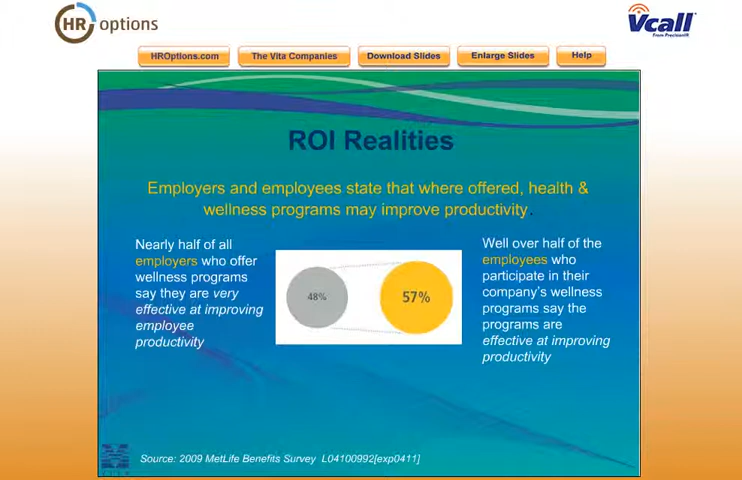 HR options
Vcall
From Precision IR
HROptions.com
The Vita Companies
Download Slides
Enlarge Slides
Help
ROI Realities
Employers and employees state that where offered, health &
wellness programs may improve productivity.
Nearly half of all
employers who offer
wellness programs
say they are very
effective at improving
employee
productivity
48%
57%
Well over half of the
employees who
participate in their
company's wellness
programs say the
programs are
effective at improving
productivity
Source: 2009 MetLife Benefits Survey L04100992[exp0411]